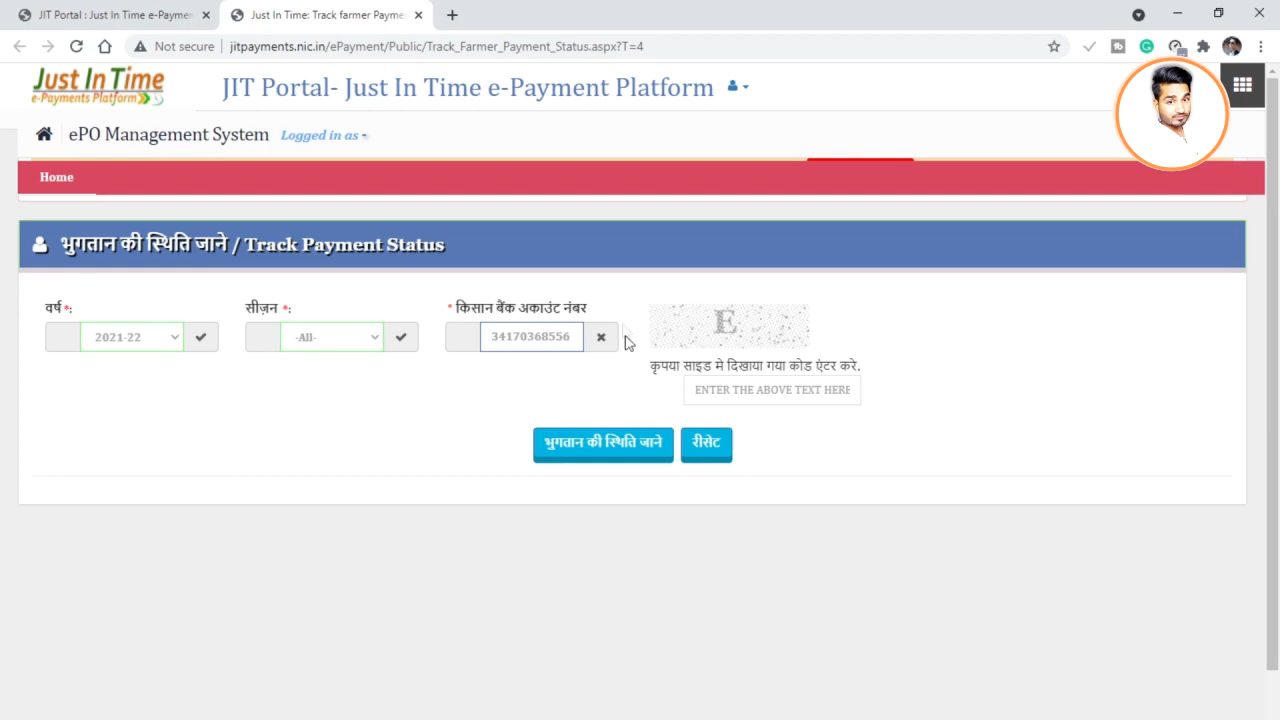 JIT Portal : Just In Time e-Paymen
Just In Time: Track farmer Payme
Not secure
jitpayments.nic.in/ePayment/Public/Track_Farmer_Payment_Status.aspx?T=4
Just In Time
e-Payments Platform
JIT Portal- Just In Time e-Payment Platform
ePO Management System
Logged in as
Home
भुगतान की स्थिति जाने / Track Payment Status
वर्ष *:
सीज़न *:
* किसान बैंक अकाउंट नंबर
E
2021-22
-All-
34170368556
कृपया साइड मे दिखाया गया कोड एंटर करे.
ENTER THE ABOVE TEXT HERE
भुगतान की स्थिति जाने
रीसेट